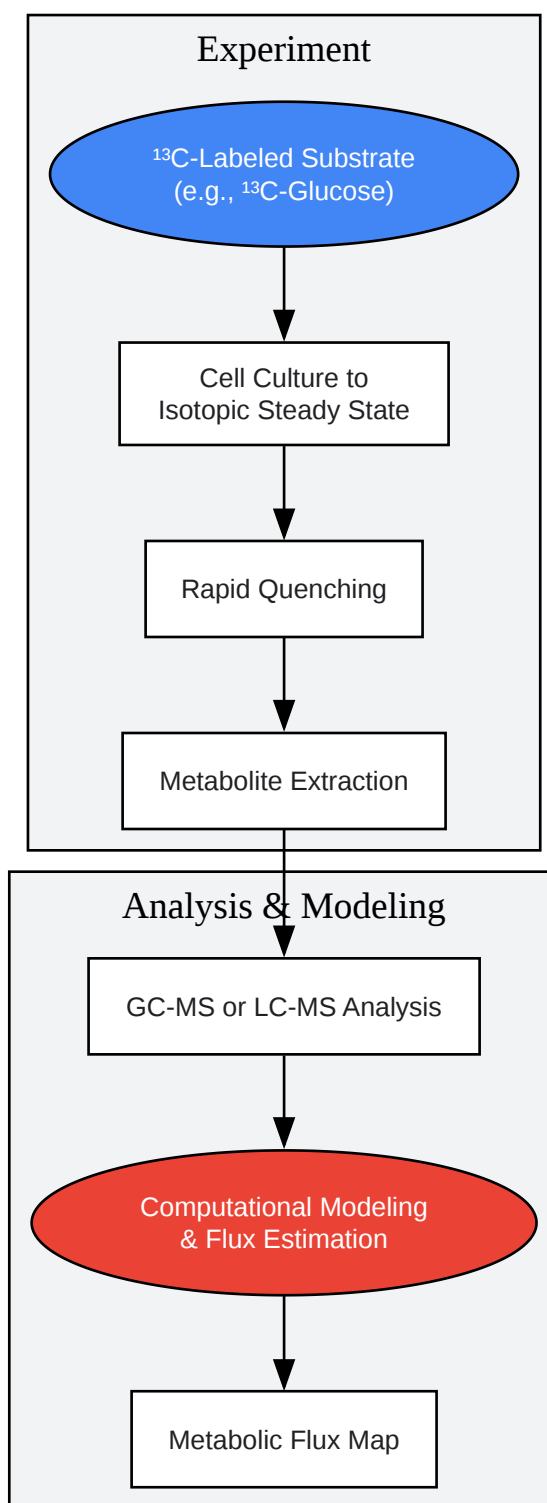 Experiment
¹³C-Labeled Substrate
(e.g., ¹³C-Glucose)
Cell Culture to
Isotopic Steady State
Rapid Quenching
Metabolite Extraction
Analysis & Modeling
GC-MS or LC-MS Analysis
Computational Modeling
& Flux Estimation
Metabolic Flux Map